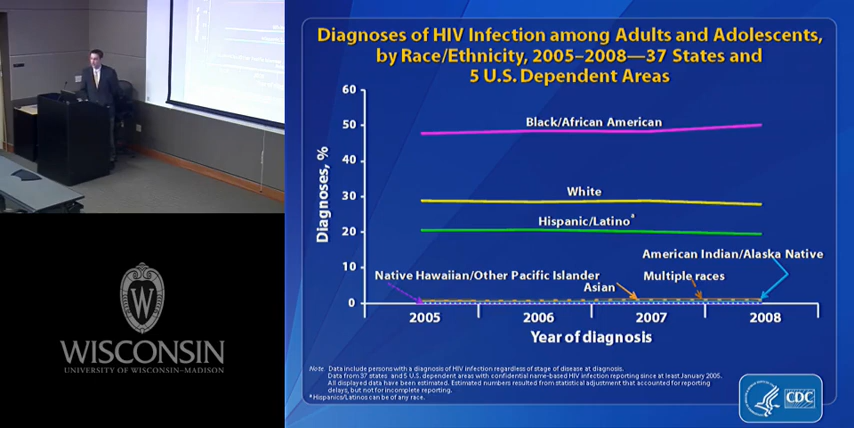 Diagnoses of HIV Infection among Adults and Adolescents,
by Race/Ethnicity, 2005–2008—37 States and
5 U.S. Dependent Areas
60
50
40
30
20
10
0
Diagnoses, %
Black/African American
White
Hispanic/Latinoª
American Indian/Alaska Native
Native Hawaiian/Other Pacific Islander
Multiple races
Asian
2005 2006 2007 2008
Year of diagnosis
Note. Data include persons with a diagnosis of HIV infection regardless of stage of disease at diagnosis.
Data from 37 states and 5 U.S. dependent areas with confidential name-based HIV infection reporting since at least January 2005.
All displayed data have been estimated. Estimated numbers resulted from statistical adjustment that accounted for reporting
delays, but not for incomplete reporting.
ª Hispanics/Latinos can be of any race.
CDC
W
WISCONSIN
UNIVERSITY OF WISCONSIN–MADISON